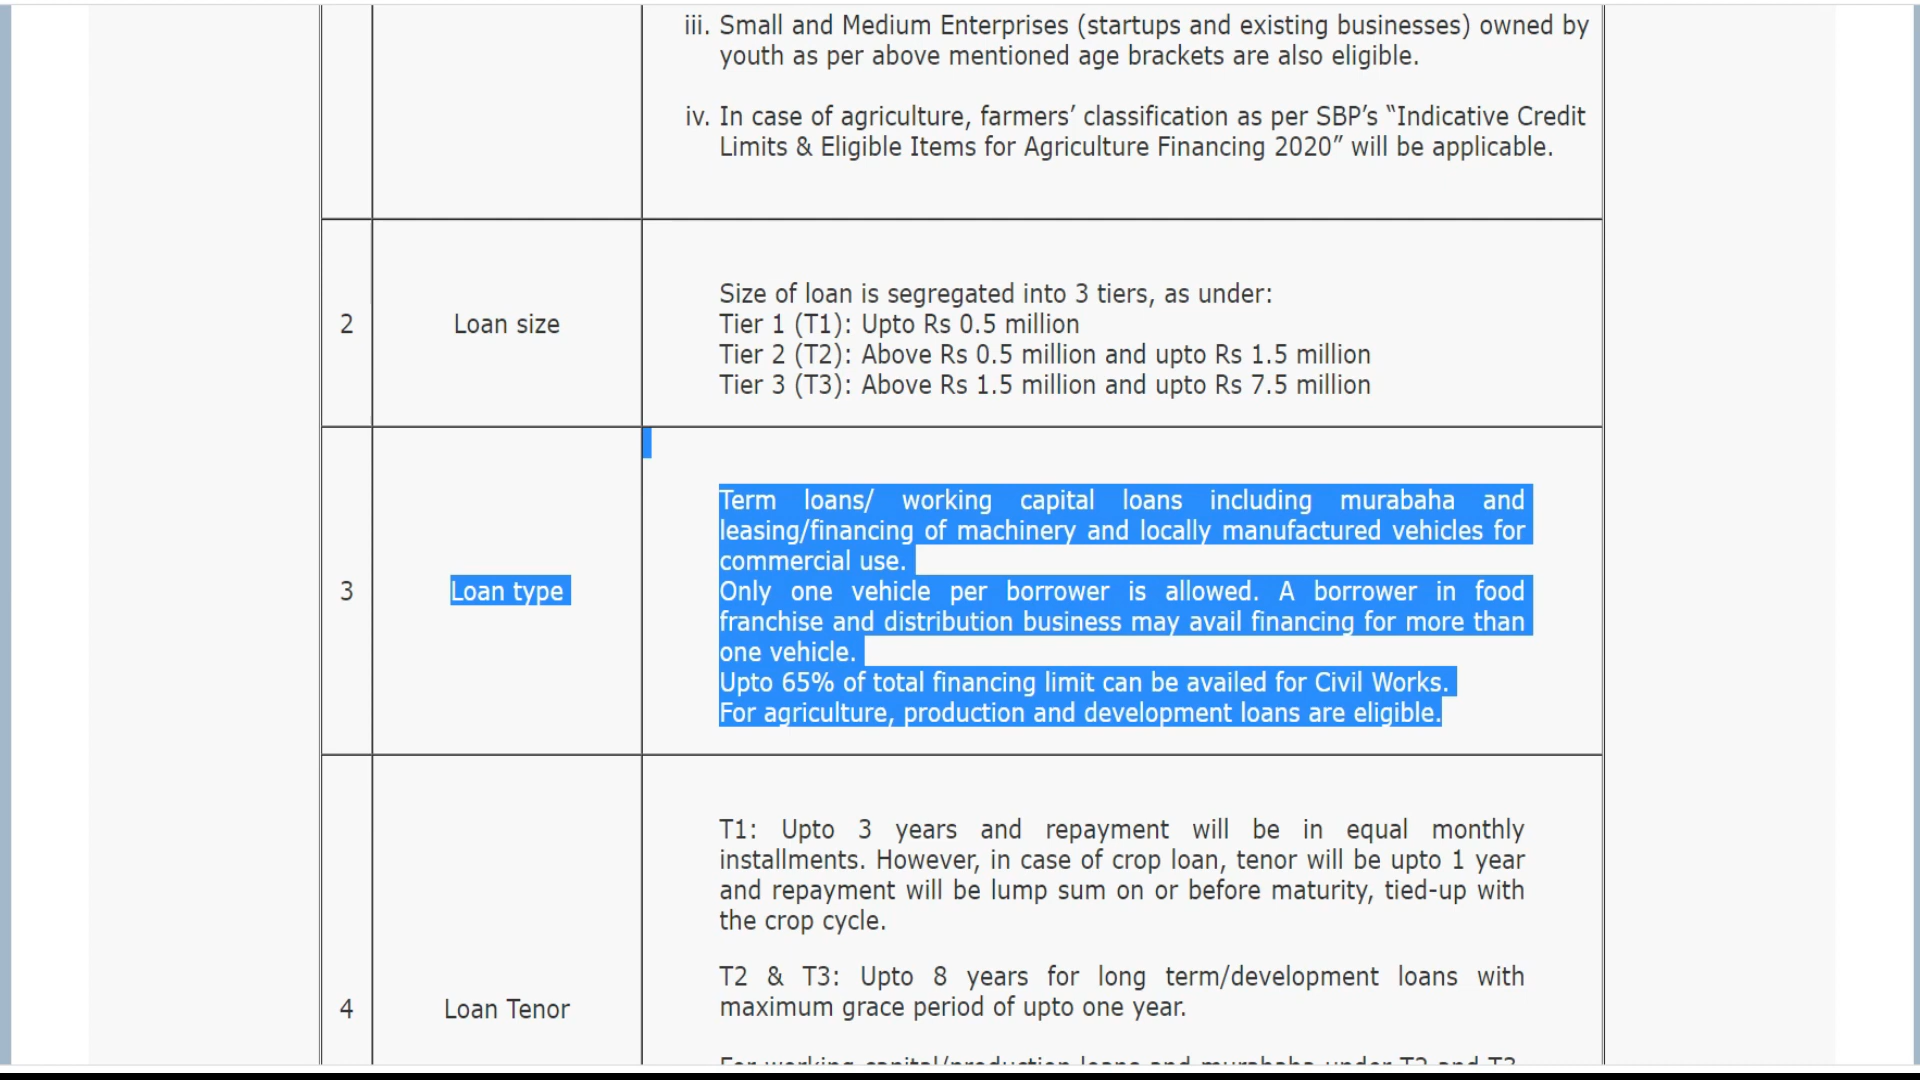 iii. Small and Medium Enterprises (startups and existing businesses) owned by
youth as per above mentioned age brackets are also eligible.
iv. In case of agriculture, farmers’ classification as per SBP’s “Indicative Credit
Limits & Eligible Items for Agriculture Financing 2020” will be applicable.
2
Loan size
Size of loan is segregated into 3 tiers, as under:
Tier 1 (T1): Upto Rs 0.5 million
Tier 2 (T2): Above Rs 0.5 million and upto Rs 1.5 million
Tier 3 (T3): Above Rs 1.5 million and upto Rs 7.5 million
3
Loan type
Term loans/ working capital loans including murabaha and
leasing/financing of machinery and locally manufactured vehicles for
commercial use.
Only one vehicle per borrower is allowed. A borrower in food
franchise and distribution business may avail financing for more than
one vehicle.
Upto 65% of total financing limit can be availed for Civil Works.
For agriculture, production and development loans are eligible.
4
Loan Tenor
T1: Upto 3 years and repayment will be in equal monthly
installments. However, in case of crop loan, tenor will be upto 1 year
and repayment will be lump sum on or before maturity, tied-up with
the crop cycle.
T2 & T3: Upto 8 years for long term/development loans with
maximum grace period of upto one year.
For working capital/production loans and murabaha under T2 and T3,